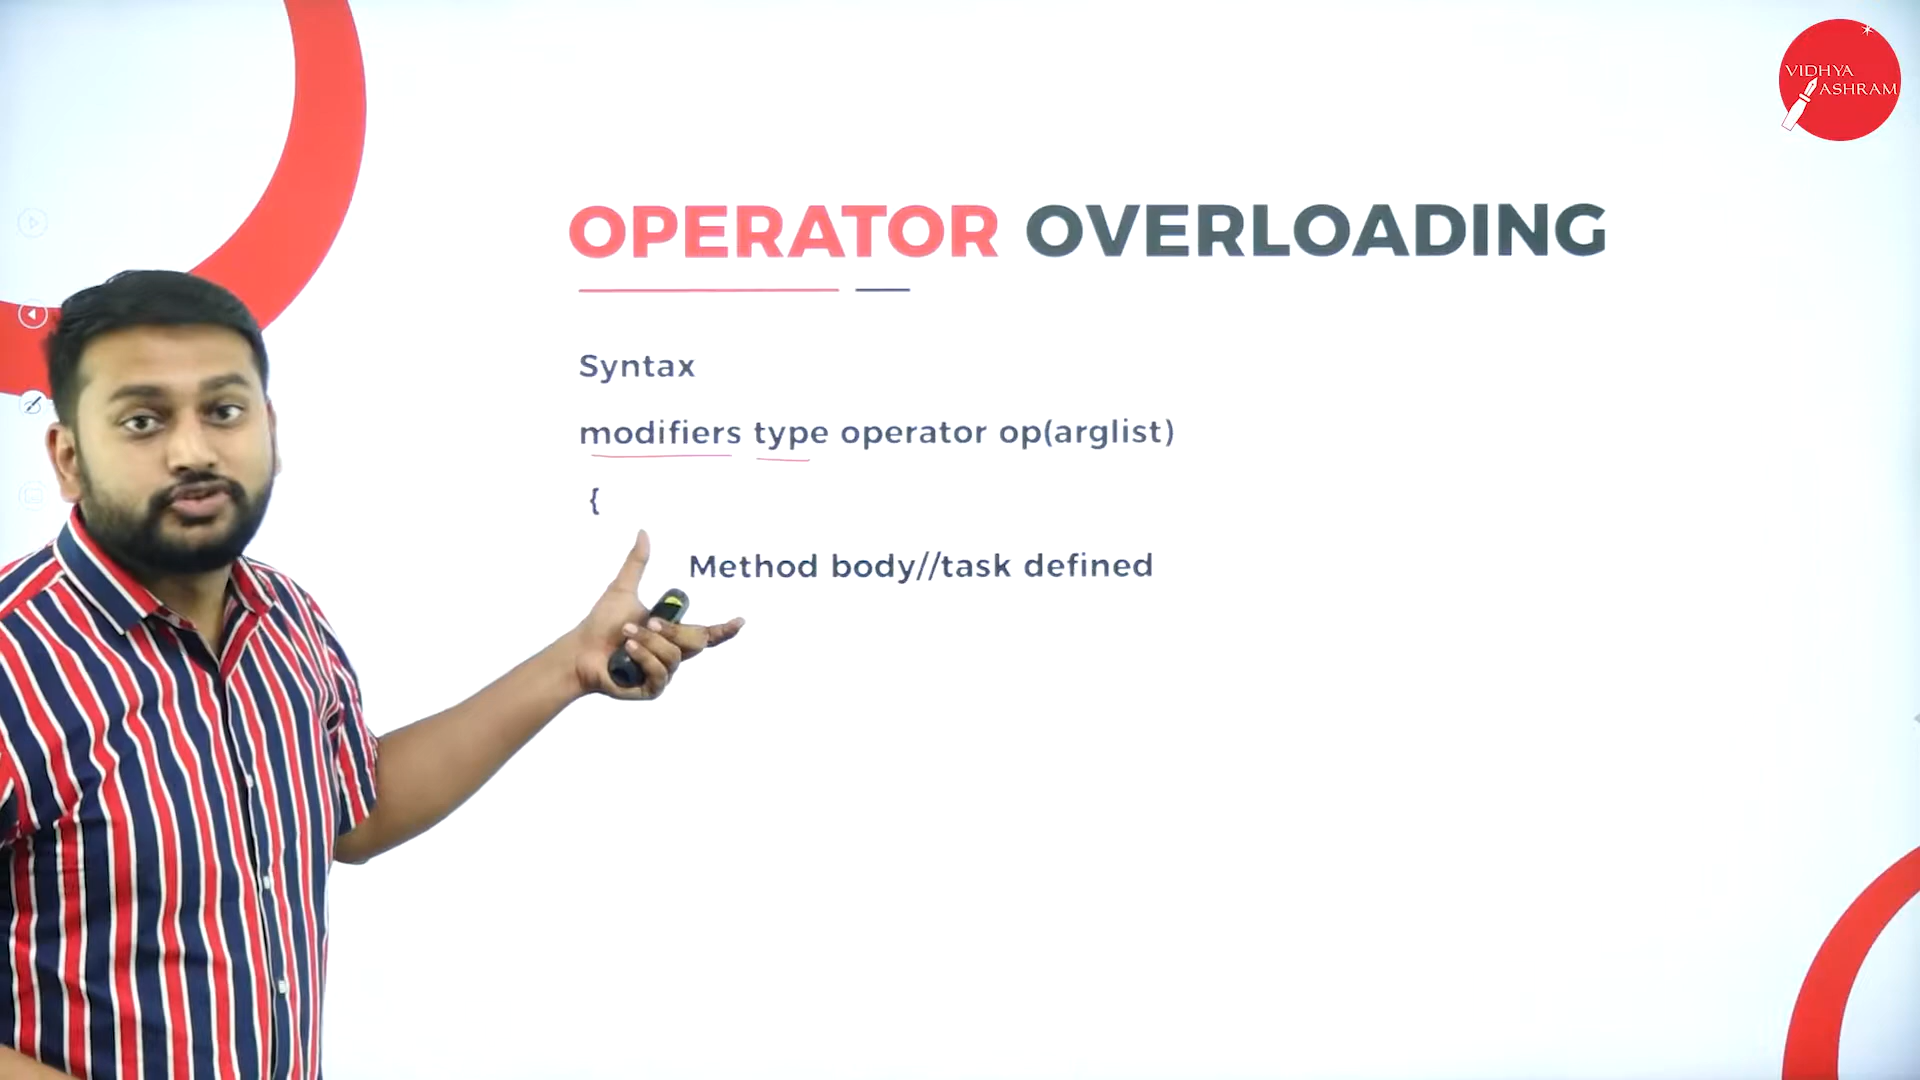 VIDHYA
ASHRAM
OPERATOR OVERLOADING
Syntax
modifiers type operator op(arglist)
{
Method body//task defined